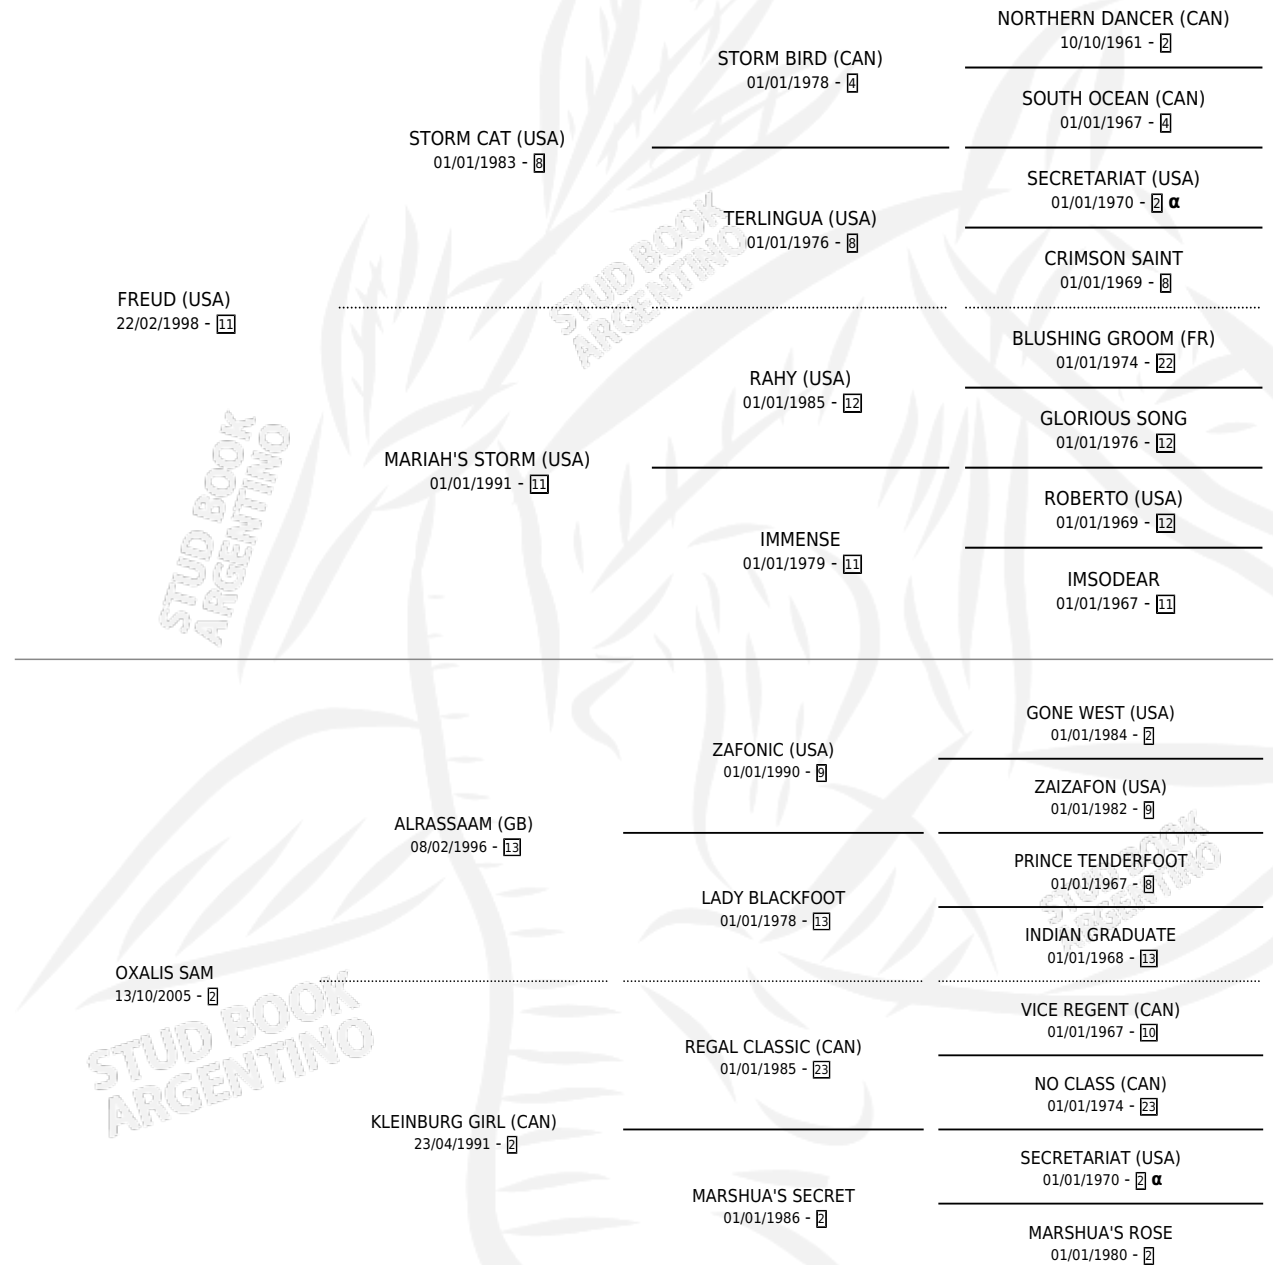 NORTHERN DANCER (CAN)
10/10/1961 - 2
STORM BIRD (CAN)
01/01/1978 - 4
SOUTH OCEAN (CAN)
01/01/1967 - 4
STORM CAT (USA)
01/01/1983 - 8
SECRETARIAT (USA)
01/01/1970 - 2 α
TERLINGUA (USA)
01/01/1976 - 8
CRIMSON SAINT
01/01/1969 - 8
FREUD (USA)
22/02/1998 - 11
BLUSHING GROOM (FR)
01/01/1974 - 22
RAHY (USA)
01/01/1985 - 12
GLORIOUS SONG
01/01/1976 - 12
MARIAH'S STORM (USA)
01/01/1991 - 11
ROBERTO (USA)
01/01/1969 - 12
IMMENSE
01/01/1979 - 11
IMSODEAR
01/01/1967 - 11
GONE WEST (USA)
01/01/1984 - 2
ZAFONIC (USA)
01/01/1990 - 9
ZAIZAFON (USA)
01/01/1982 - 9
ALRASSAAM (GB)
08/02/1996 - 13
PRINCE TENDERFOOT
01/01/1967 - 8
LADY BLACKFOOT
01/01/1978 - 13
INDIAN GRADUATE
01/01/1968 - 13
OXALIS SAM
13/10/2005 - 2
VICE REGENT (CAN)
01/01/1967 - 10
REGAL CLASSIC (CAN)
01/01/1985 - 23
NO CLASS (CAN)
01/01/1974 - 23
KLEINBURG GIRL (CAN)
23/04/1991 - 2
SECRETARIAT (USA)
01/01/1970 - 2 α
MARSHUA'S SECRET
01/01/1986 - 2
MARSHUA'S ROSE
01/01/1980 - 2
STUD BOOK
ARGENTINO
STUD BOOK
ARGENTINO
STUD BOOK
ARGENTINO
STUD BOOK
ARGENTINO